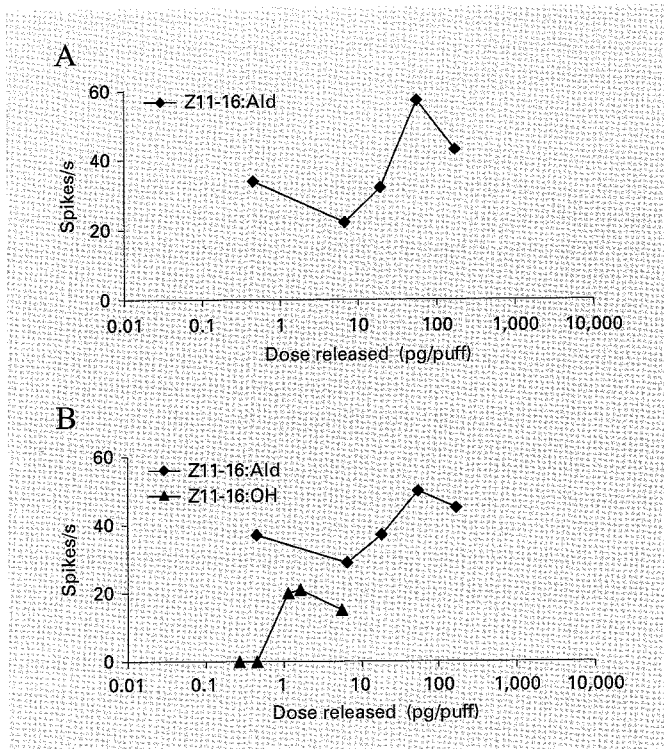 A
60
Z11-16:Ald
40
Spikes/s
20
0
0.01 0.1 1 10 100 1,000 10,000
Dose released (pg/puff)
B
60
Z11-16:Ald
Z11-16:OH
40
Spikes/s
20
0
0.01 0.1 1 10 100 1,000 10,000
Dose released (pg/puff)